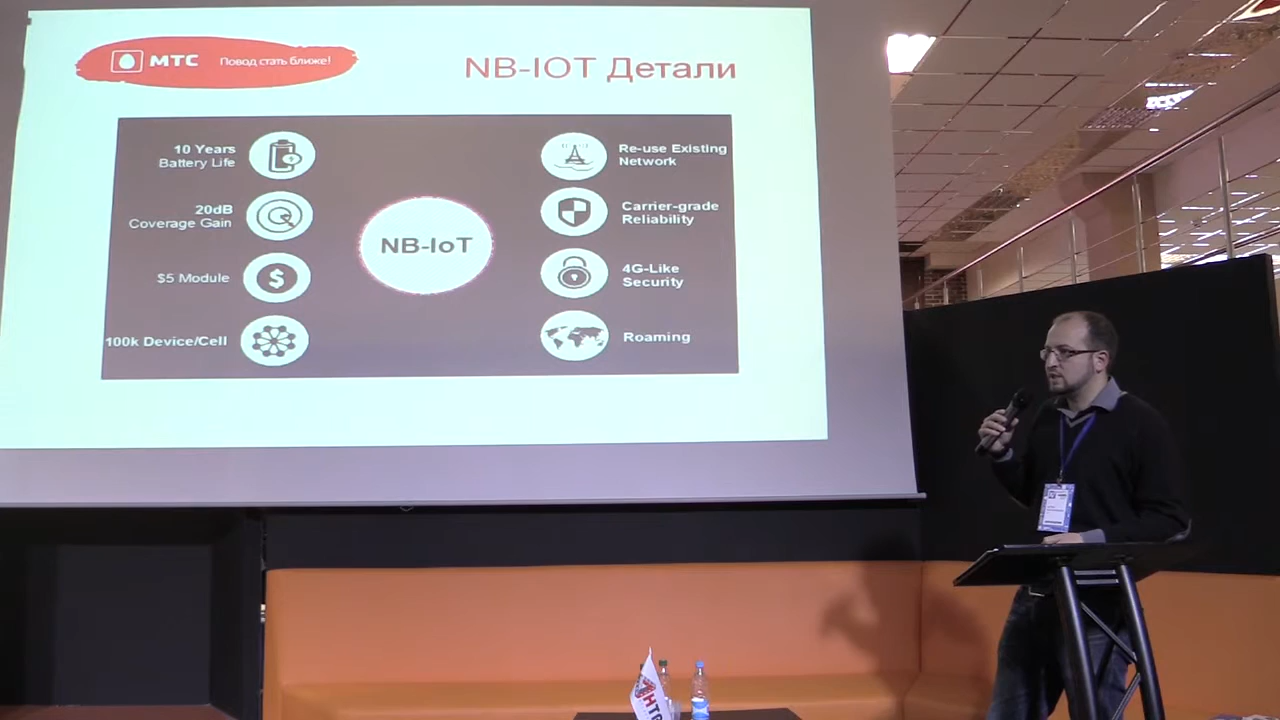 МТС
Повод стать ближе!
NB-IOT Детали
10 Years
Battery Life
20dB
Coverage Gain
$5 Module
100k Device/Cell
NB-IoT
Re-use Existing
Network
Carrier-grade
Reliability
4G-Like
Security
Roaming